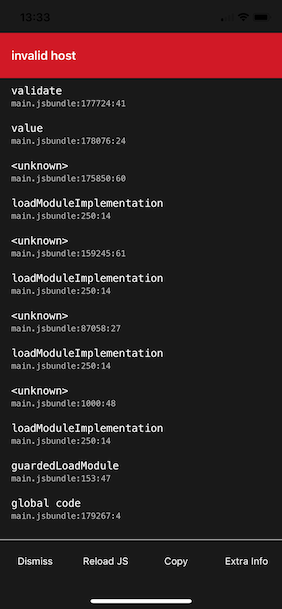 13:33
invalid host
validate
main.jsbundle:177724:41
value
main.jsbundle:178076:24
<unknown>
main.jsbundle:175850:60
loadModuleImplementation
main.jsbundle:250:14
<unknown>
main.jsbundle:159245:61
loadModuleImplementation
main.jsbundle:250:14
<unknown>
main.jsbundle:87058:27
loadModuleImplementation
main.jsbundle:250:14
<unknown>
main.jsbundle:1000:48
loadModuleImplementation
main.jsbundle:250:14
guardedLoadModule
main.jsbundle:153:47
global code
main.jsbundle:179267:4
Dismiss Reload JS Copy Extra Info